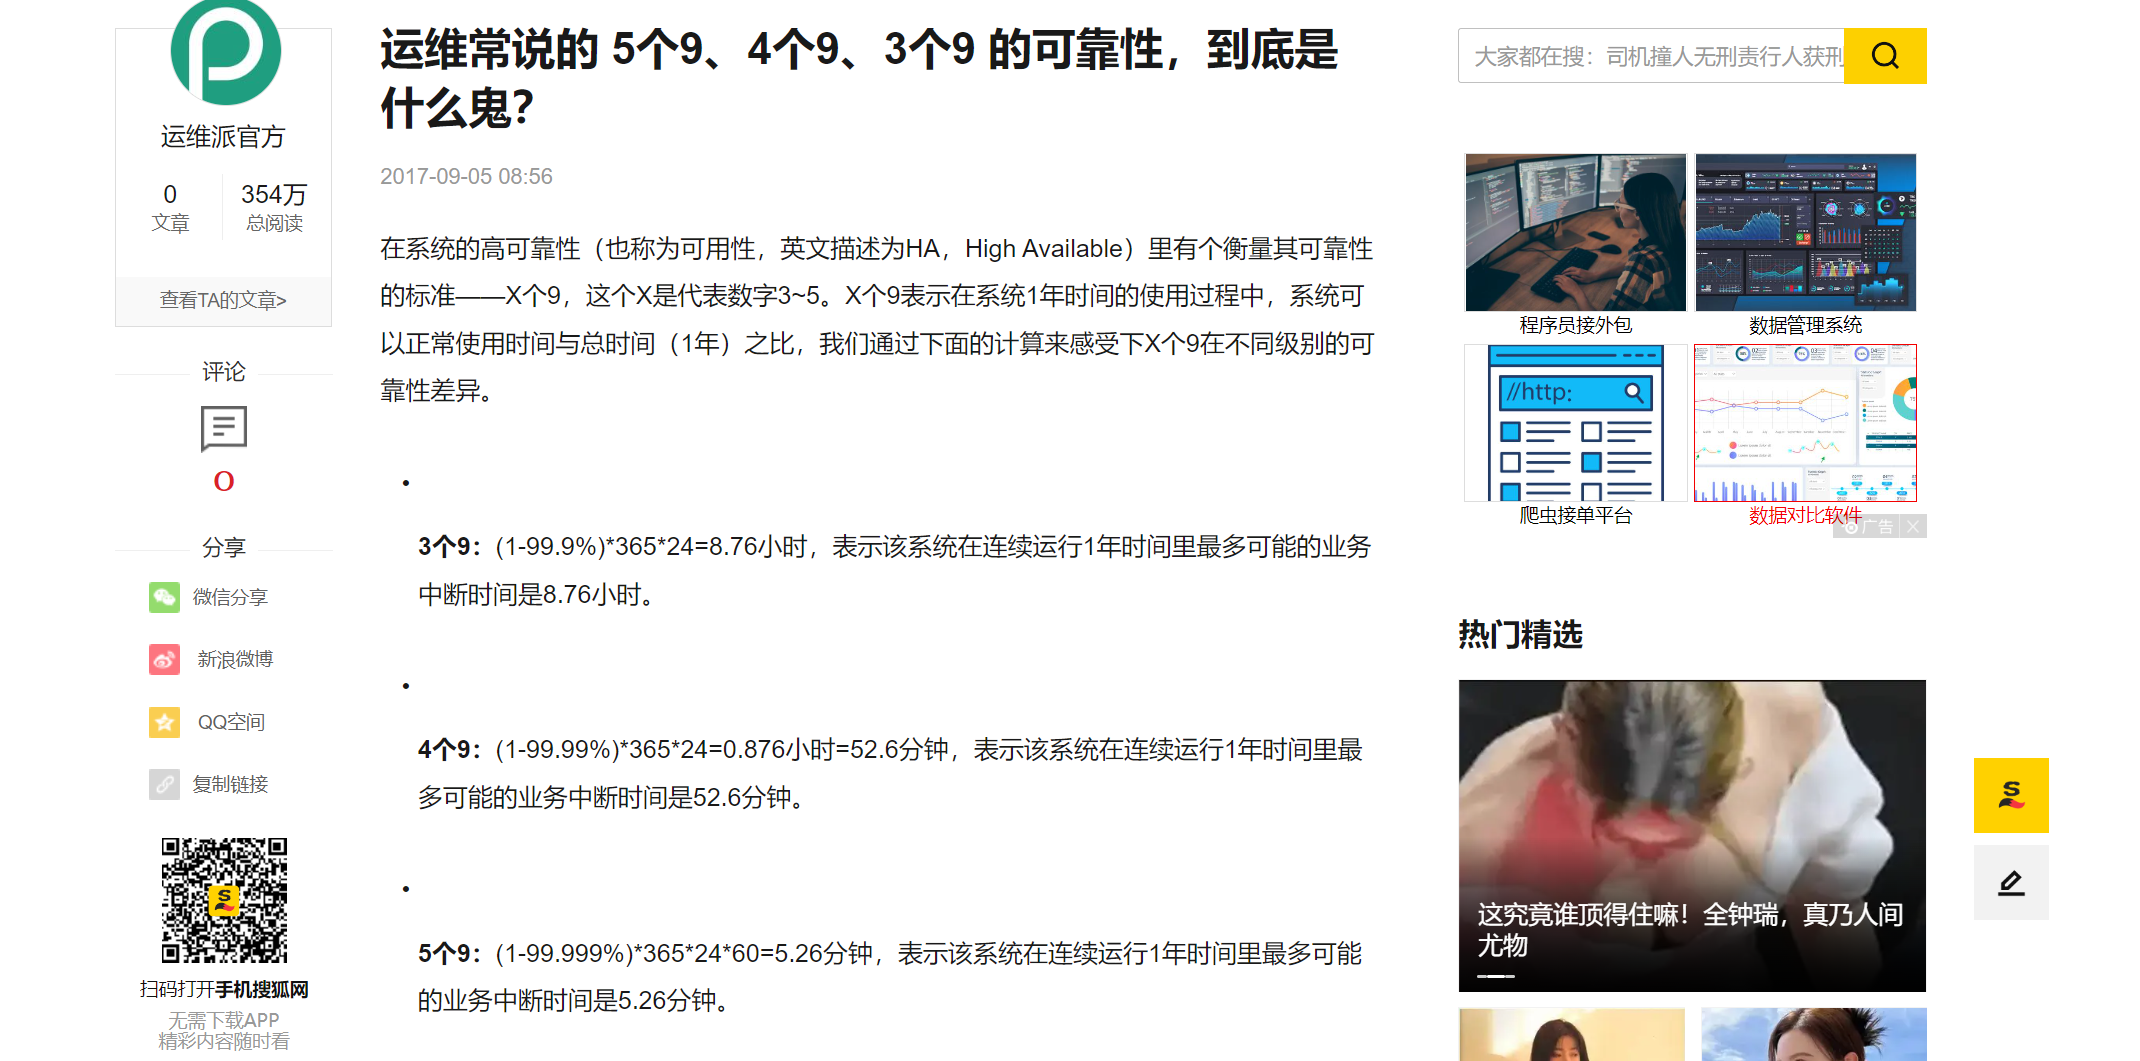 运维派官方
0
文章
354万
总阅读
查看TA的文章>
评论
0
分享
微信分享
新浪微博
QQ空间
复制链接
扫码打开手机搜狐网
无需下载APP
精彩内容随时看
运维常说的 5个9、4个9、3个9 的可靠性，到底是
什么鬼？
2017-09-05 08:56
在系统的高可靠性（也称为可用性，英文描述为HA，High Available）里有个衡量其可靠性
的标准——X个9，这个X是代表数字3~5。X个9表示在系统1年时间的使用过程中，系统可
以正常使用时间与总时间（1年）之比，我们通过下面的计算来感受下X个9在不同级别的可
靠性差异。
3个9：(1-99.9%)*365*24=8.76小时，表示该系统在连续运行1年时间里最多可能的业务
中断时间是8.76小时。
4个9：(1-99.99%)*365*24=0.876小时=52.6分钟，表示该系统在连续运行1年时间里最
多可能的业务中断时间是52.6分钟。
5个9：(1-99.999%)*365*24*60=5.26分钟，表示该系统在连续运行1年时间里最多可能
的业务中断时间是5.26分钟。
大家都在搜：司机撞人无刑责行人获刑
程序员接外包
数据管理系统
//http:
爬虫接单平台
数据对比软件
广告
热门精选
这究竟谁顶得住嘛！全钟瑞，真乃人间
尤物